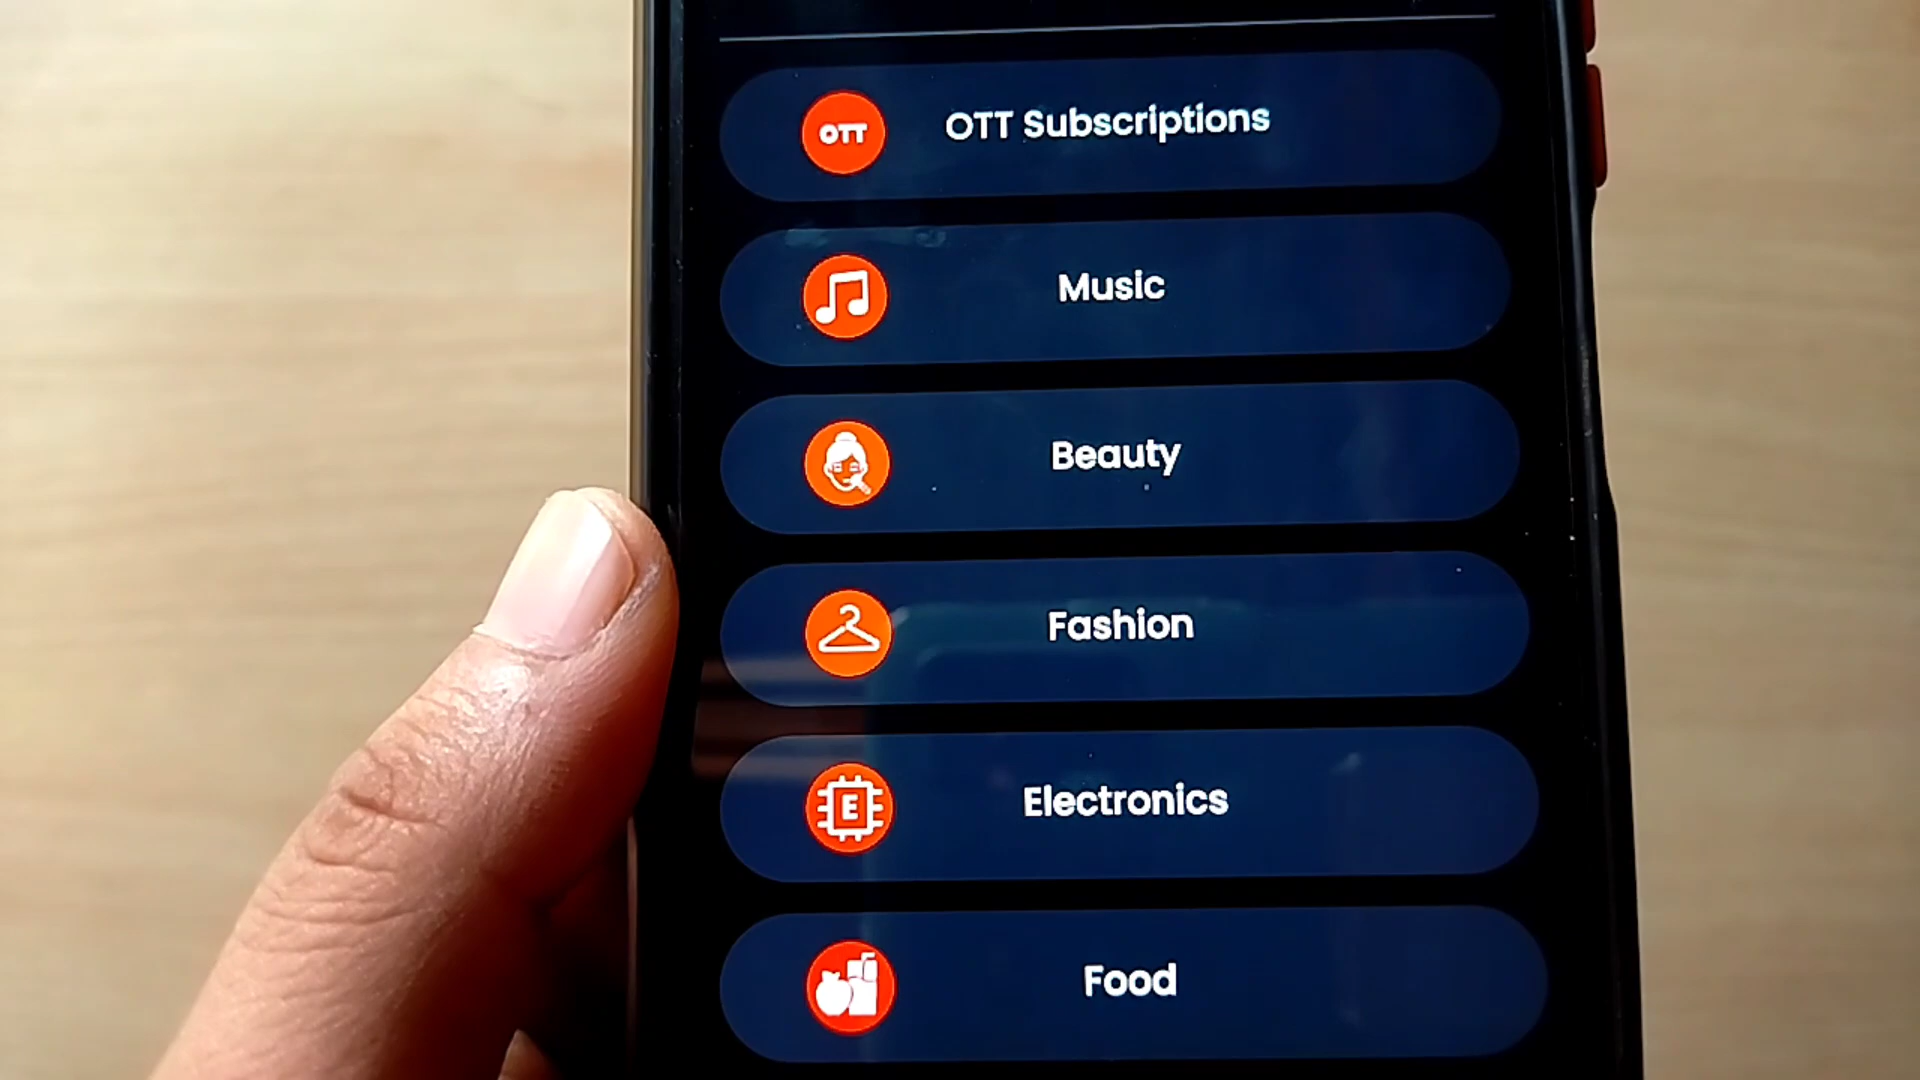 OTT
OTT Subscriptions
Music
Beauty
Fashion
E
Electronics
Food